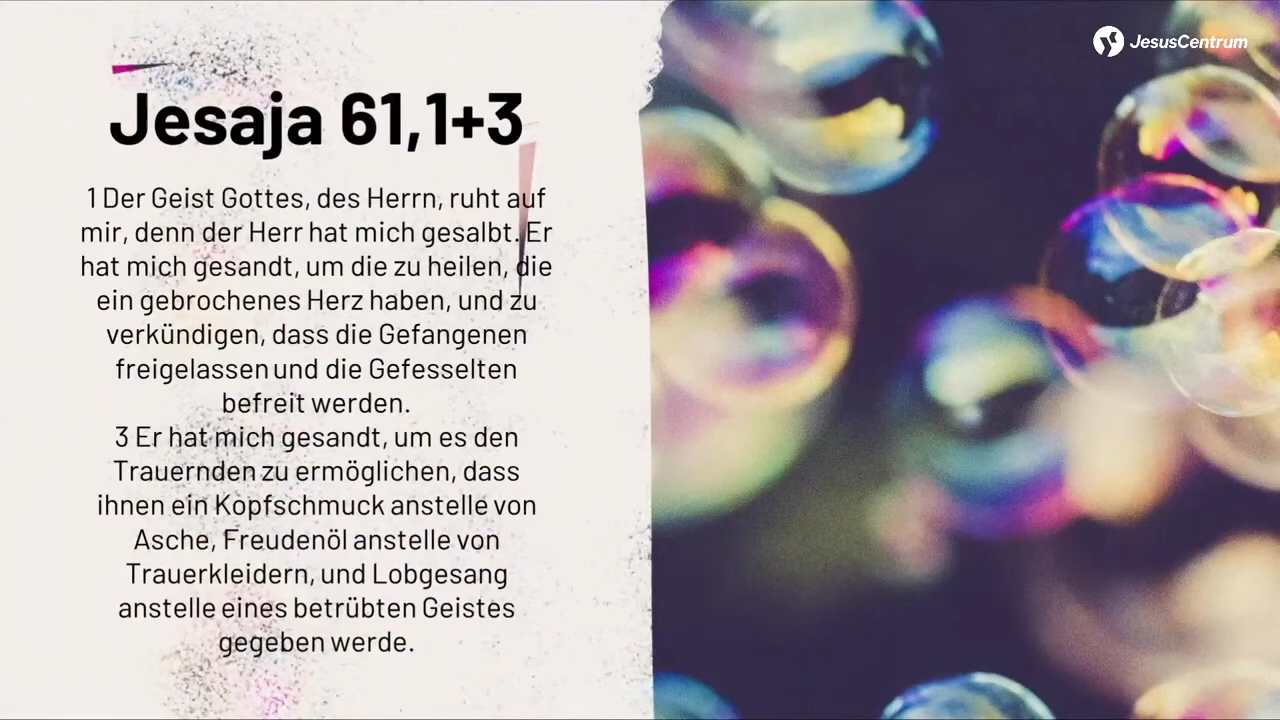 JesusCentrum
Jesaja 61,1+3
1 Der Geist Gottes, des Herrn, ruht auf
mir, denn der Herr hat mich gesalbt. Er
hat mich gesandt, um die zu heilen, die
ein gebrochenes Herz haben, und zu
verkündigen, dass die Gefangenen
freigelassen und die Gefesselten
befreit werden.
3 Er hat mich gesandt, um es den
Trauernden zu ermöglichen, dass
ihnen ein Kopfschmuck anstelle von
Asche, Freudenöl anstelle von
Trauerkleidern, und Lobgesang
anstelle eines betrübten Geistes
gegeben werde.